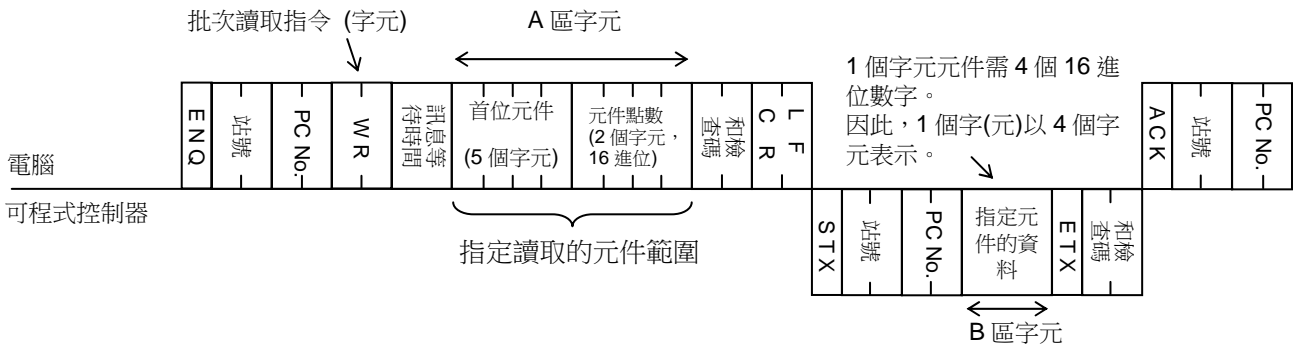 批次讀取指令 (字元)
A 區字元
1 個字元元件需 4 個 16 進
位數字。
因此，1 個字(元)以 4 個字
元表示。
ENQ
站號
PC No.
WR
訊息等
待時間
首位元件
(5 個字元)
元件點數
(2 個字元，
16 進位)
和檢
查碼
CR
LF
ACK
站號
PC No.
電腦
可程式控制器
指定讀取的元件範圍
STX
站號
PC No.
指定元
件的資
料
ETX
和檢
查碼
B 區字元